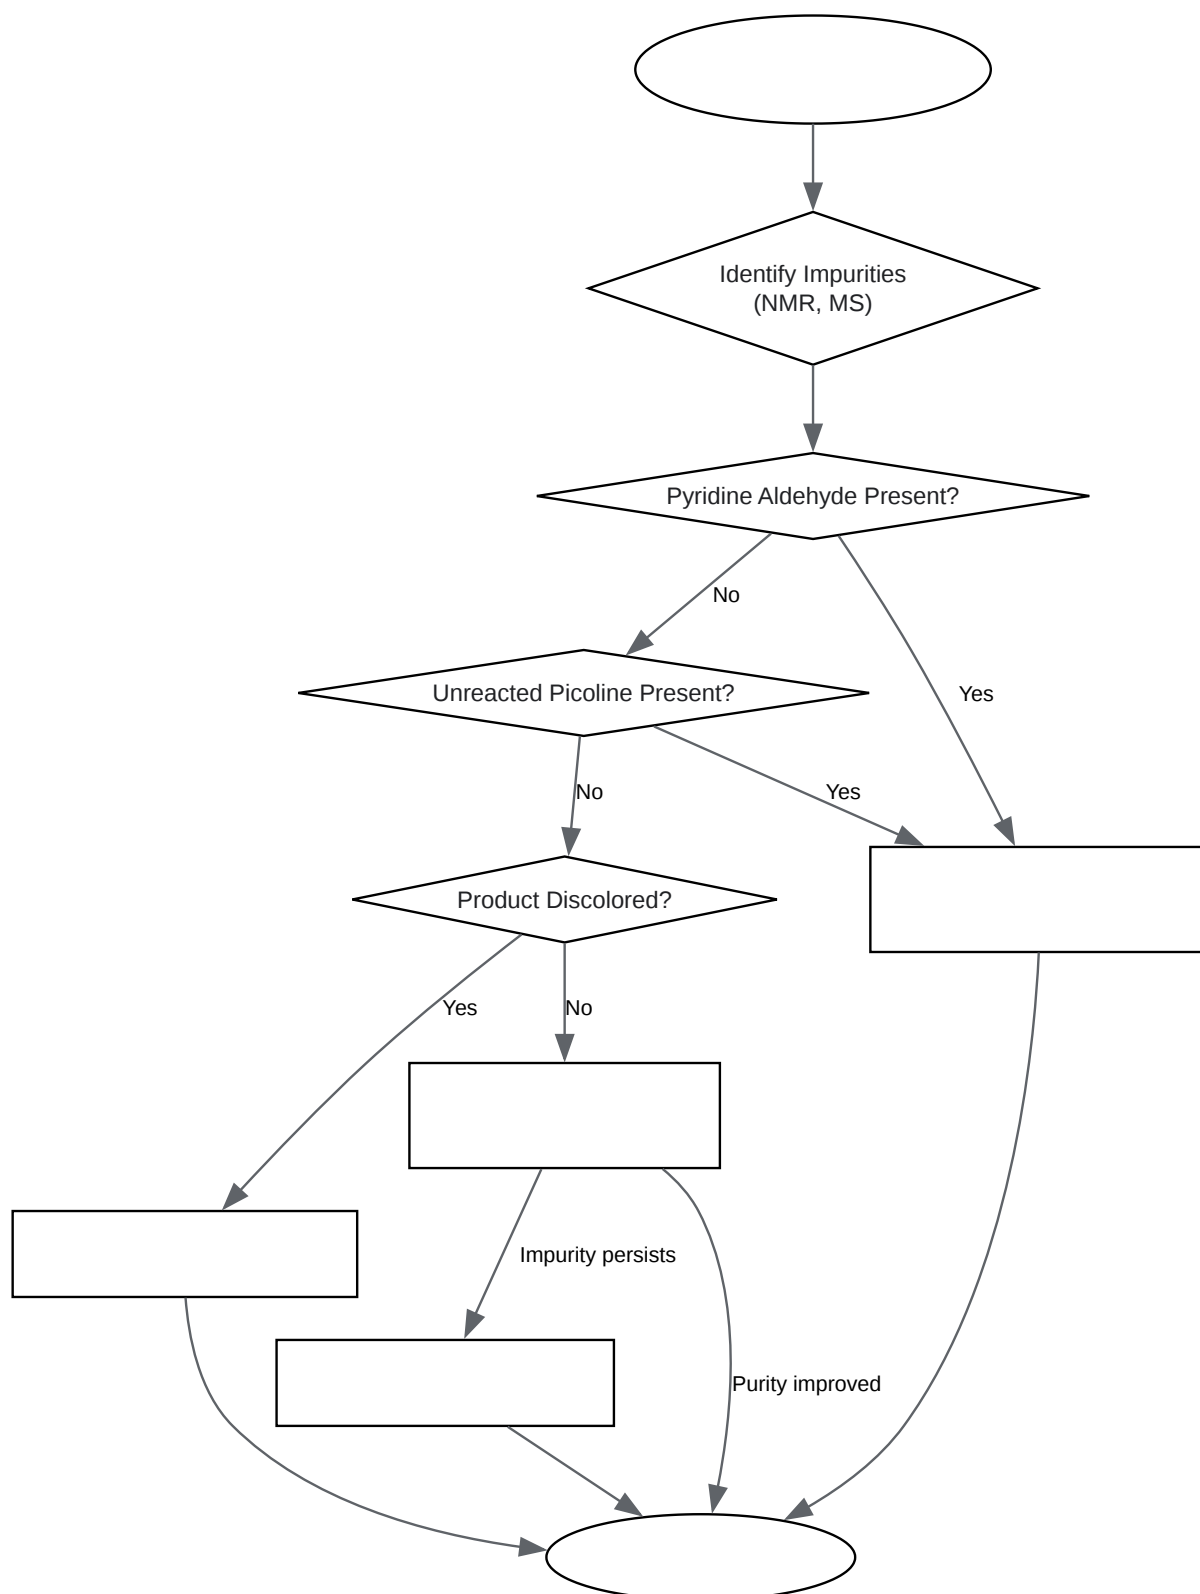 Identify Impurities
(NMR, MS)
Pyridine Aldehyde Present?
No
Unreacted Picoline Present?
Yes
No
Yes
Product Discolored?
Yes
No
Impurity persists
Purity improved